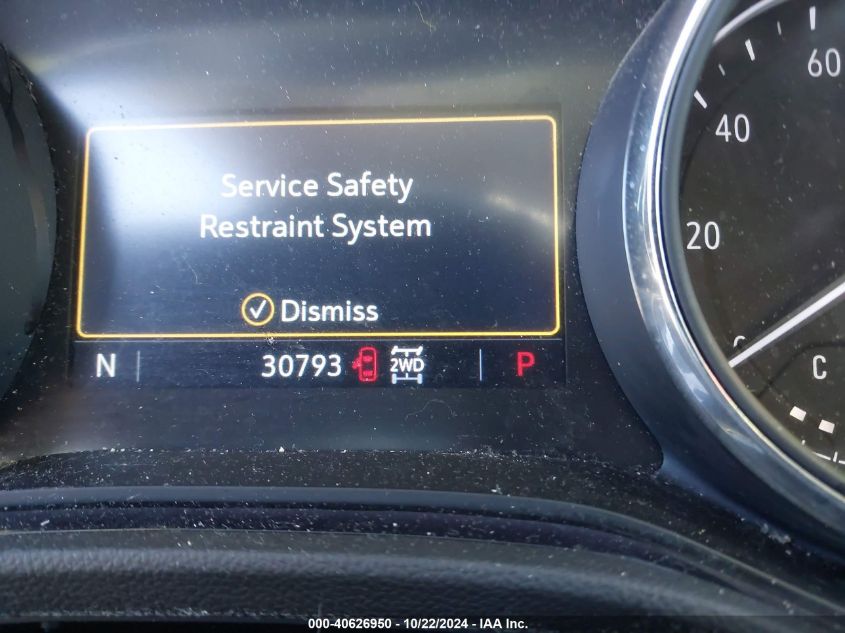 Service Safety
Restraint System
Dismiss
N 30793 2WD P
60
40
20
C
000-40626950 - 10/22/2024 - IAA Inc.